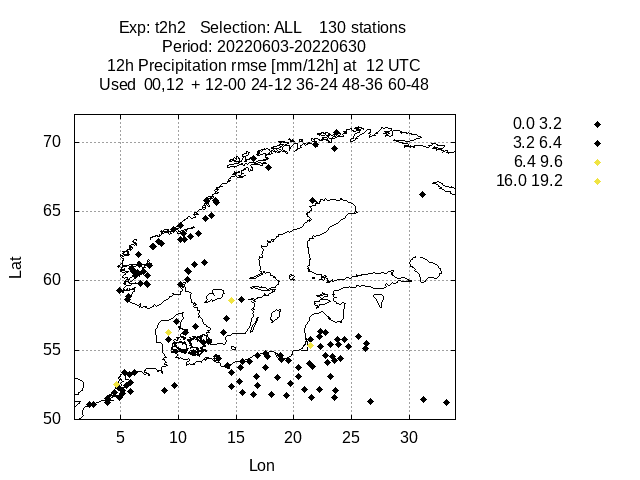 Exp: t2h2   Selection: ALL    130 stations
Period: 20220603-20220630
12h Precipitation rmse [mm/12h] at  12 UTC
Used  00,12  + 12-00 24-12 36-24 48-36 60-48
0.0 3.2
3.2 6.4
6.4 9.6
16.0 19.2
70
65
60
55
50
Lat
5 10 15 20 25 30
Lon